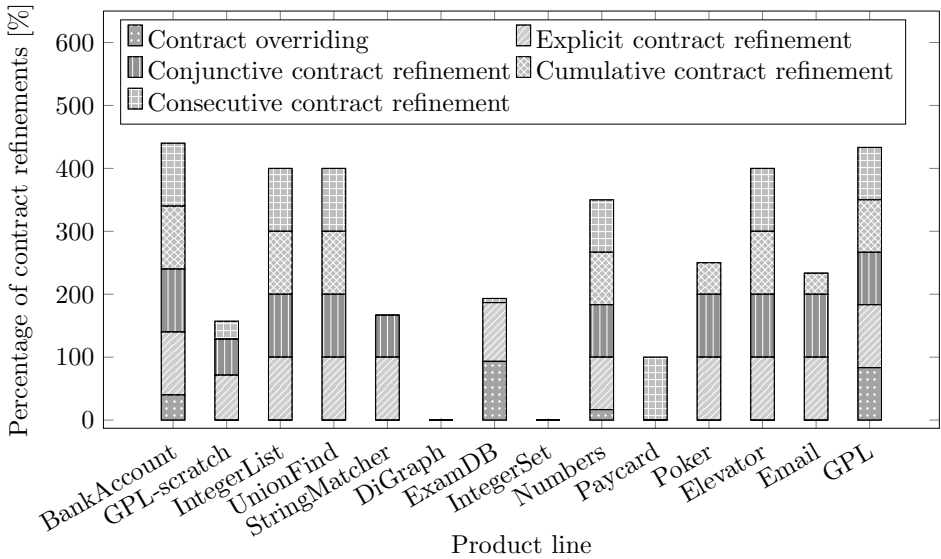 Percentage of contract refinements [%]
600
500
400
300
200
100
0
Contract overriding
Explicit contract refinement
Conjunctive contract refinement
Cumulative contract refinement
Consecutive contract refinement
BankAccount
GPL-scratch
IntegerList
UnionFind
StringMatcher
DiGraph
ExamDB
IntegerSet
Numbers
Paycard
Poker
Elevator
Email
GPL
Product line